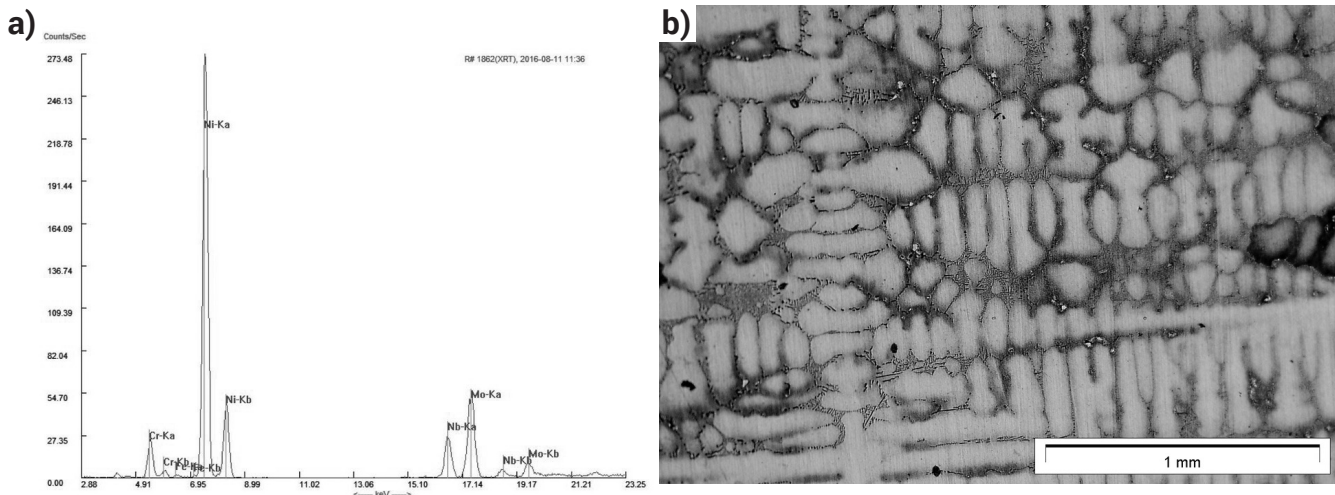 a)
Counts/Sec
R# 1862(XRT), 2016-08-11 11:36
273.48
246.13
218.78
191.44
164.09
136.74
109.39
82.04
54.70
27.35
0.00
Ni-Ka
Ni-Kb
Mo-Ka
Nb-Ka
Cr-Ka
Cr-Kb
Fe-Kb
Nb-Kb
Mo-Kb
2.88 4.91 6.95 8.99 11.02 13.06 15.10 17.14 19.17 21.21 23.25
keV
b)
1 mm